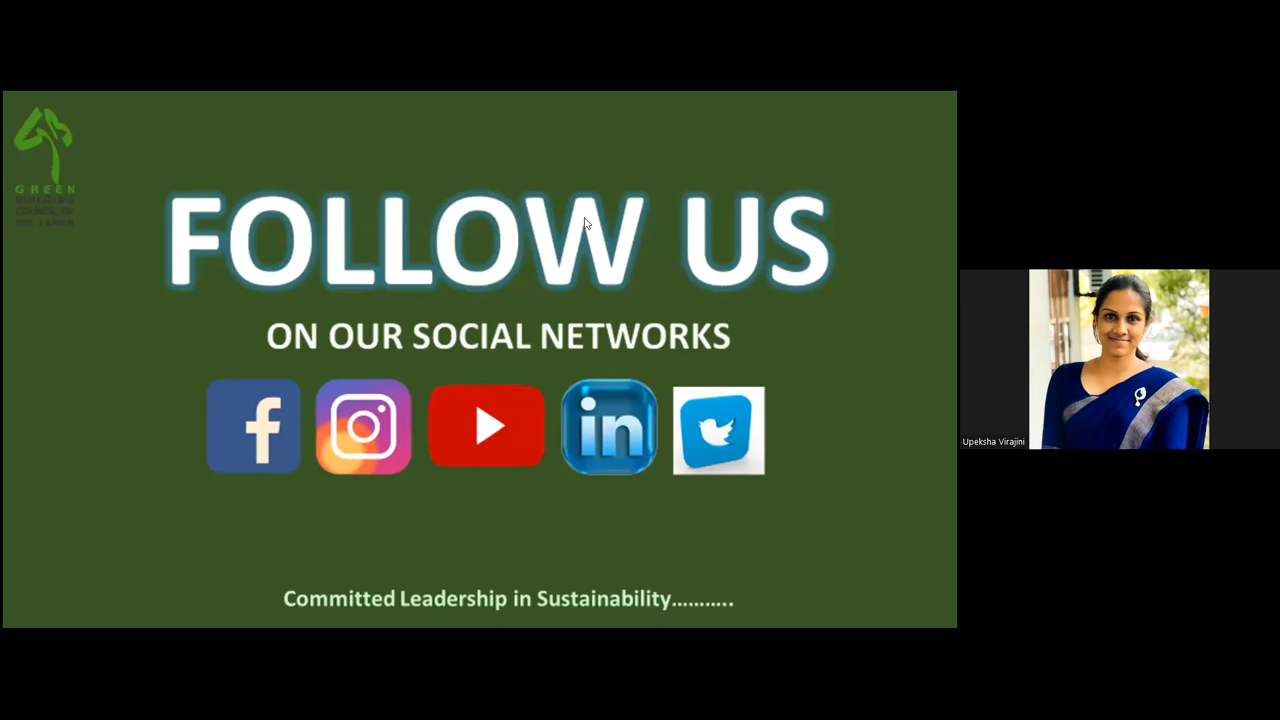 GREEN
BUILDING
COUNCIL OF
SRI LANKA
FOLLOW US
ON OUR SOCIAL NETWORKS
f
in
Committed Leadership in Sustainability...........
Upeksha Virajini